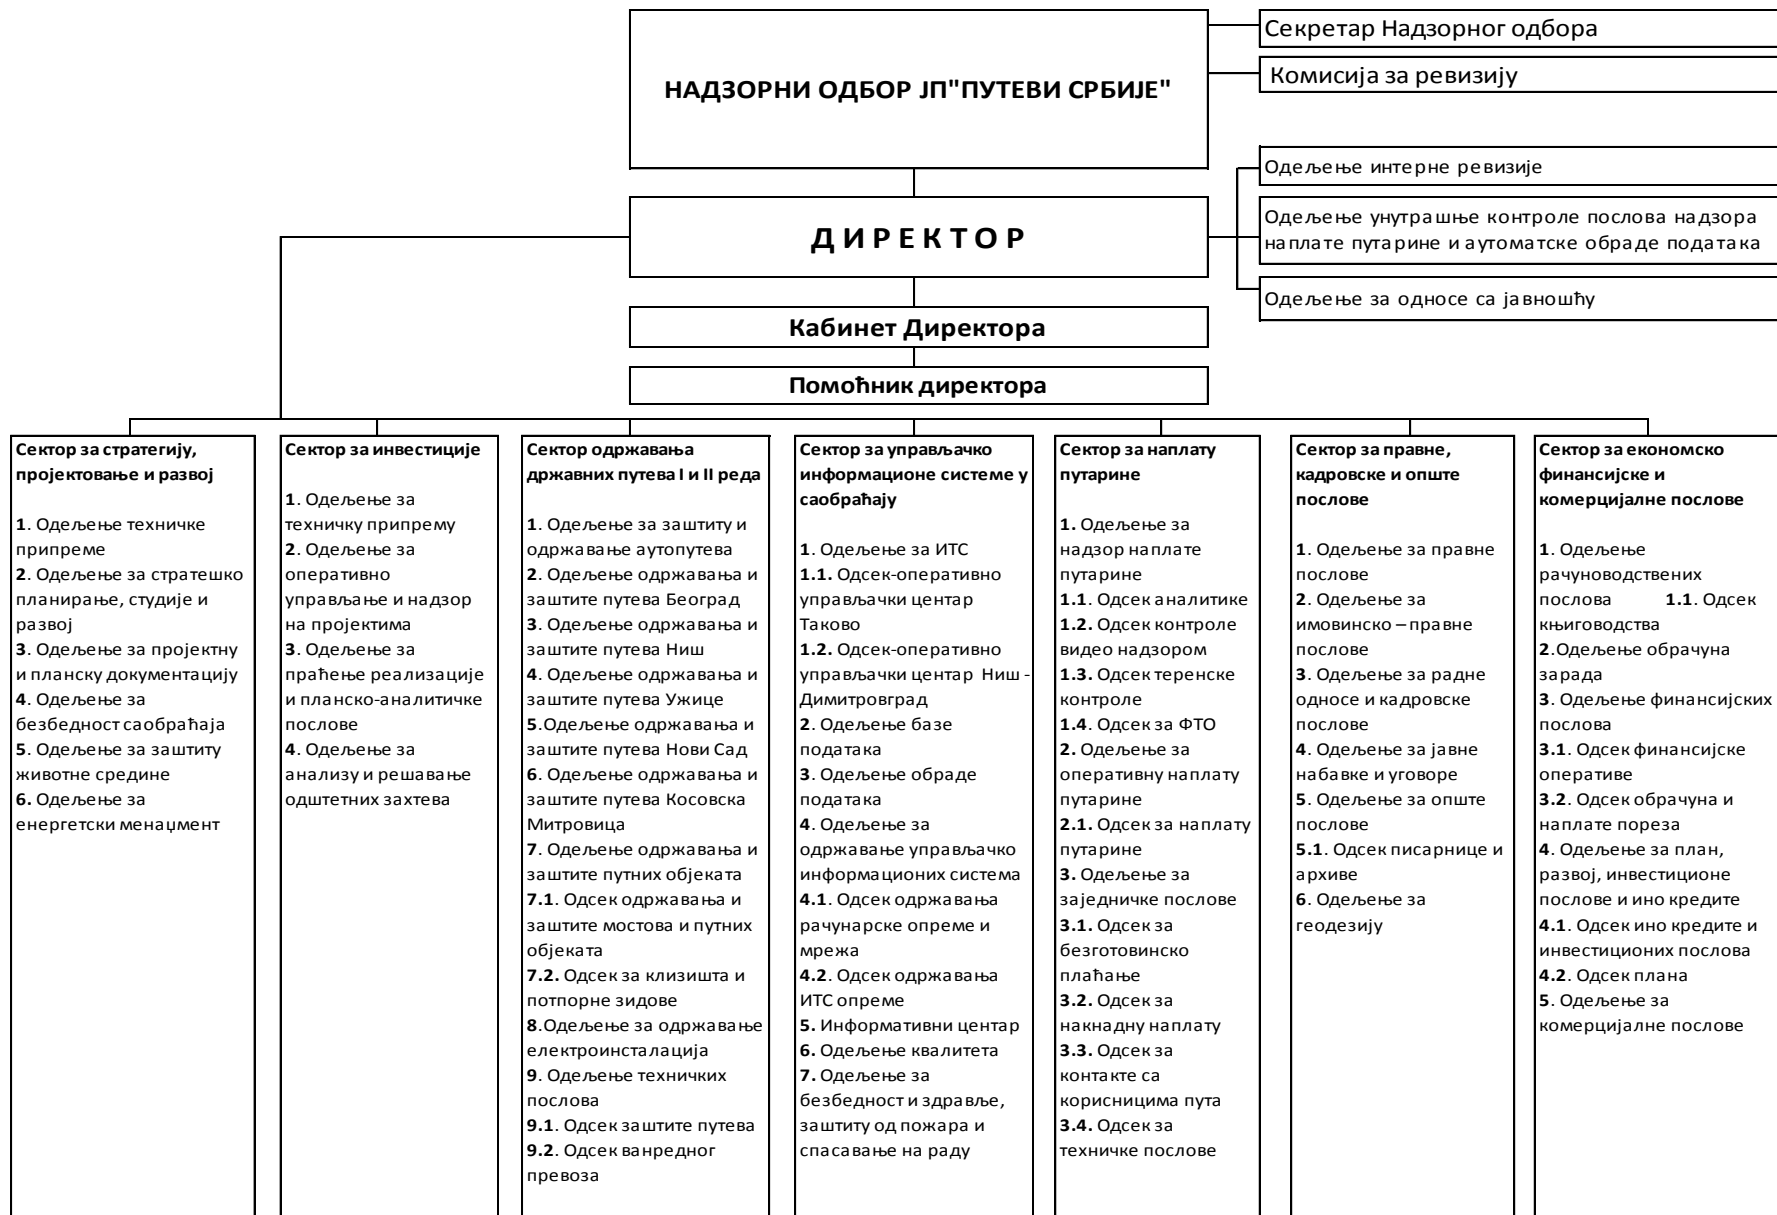 Секретар Надзорног одбора
НАДЗОРНИ ОДБОР ЈП"ПУТЕВИ СРБИЈЕ"
Комисија за ревизију
Одељење интерне ревизије
Одељење унутрашње контроле послова надзора
наплате путарине и аутоматске обраде података
Одељење за односе са јавношћу
Д И Р Е К Т О Р
Кабинет Директора
Помоћник директора
Сектор за стратегију,
пројектовање и развој
1. Одељење техничке
припреме
2. Одељење за стратешко
планирање, студије и
развој
3. Одељење за пројектну
и планску документацију
4. Одељење за
безбедност саобраћаја
5. Одељење за заштиту
животне средине
6. Одељење за
енергетски менаџмент
Сектор за инвестиције
1. Одељење за
техничку припрему
2. Одељење за
оперативно
управљање и надзор
на пројектима
3. Одељење за
праћење реализације
и планско-аналитичке
послове
4. Одељење за
анализу и решавање
одштетних захтева
Сектор одржавања
државних путева I и II реда
1. Одељење за заштиту и
одржавање аутопутева
2. Одељење одржавања и
заштите путева Београд
3. Одељење одржавања и
заштите путева Ниш
4. Одељење одржавања и
заштите путева Ужице
5.Одељење одржавања и
заштите путева Нови Сад
6. Одељење одржавања и
заштите путева Косовска
Митровица
7. Одељење одржавања и
заштите путних објеката
7.1. Одсек одржавања и
заштите мостова и путних
објеката
7.2. Одсек за клизишта и
потпорне зидове
8.Одељење за одржавање
електроинсталација
9. Одељење техничких
послова
9.1. Одсек заштите путева
9.2. Одсек ванредног
превоза
Сектор за управљачко
информационе системе у
саобраћају
1. Одељење за ИТС
1.1. Одсек-оперативно
управљачки центар
Таково
1.2. Одсек-оперативно
управљачки центар Ниш -
Димитровград
2. Одељење базе
података
3. Одељење обраде
података
4. Одељење за
одржавање управљачко
информационих система
4.1. Одсек одржавања
рачунарске опреме и
мрежа
4.2. Одсек одржавања
ИТС опреме
5. Информативни центар
6. Одељење квалитета
7. Одељење за
безбедност и здравље,
заштиту од пожара и
спасавање на раду
Сектор за наплату
путарине
1. Одељење за
надзор наплате
путарине
1.1. Одсек аналитике
1.2. Одсек контроле
видео надзором
1.3. Одсек теренске
контроле
1.4. Одсек за ФТО
2. Одељење за
оперативну наплату
путарине
2.1. Одсек за наплату
путарине
3. Одељење за
заједничке послове
3.1. Одсек за
безготовинско
плаћање
3.2. Одсек за
накнадну наплату
3.3. Одсек за
контакте са
корисницима пута
3.4. Одсек за
техничке послове
Сектор за правне,
кадровске и опште
послове
1. Одељење за правне
послове
2. Одељење за
имовинско – правне
послове
3. Одељење за радне
односе и кадровске
послове
4. Одељење за јавне
набавке и уговоре
5. Одељење за опште
послове
5.1. Одсек писарнице и
архиве
6. Одељење за
геодезију
Сектор за економско
финансијске и
комерцијалне послове
1. Одељење
рачуноводствених
послова 1.1. Одсек
књиговодства
2.Одељење обрачуна
зарада
3. Одељење финансијских
послова
3.1. Одсек финансијске
оперативе
3.2. Одсек обрачуна и
наплате пореза
4. Одељење за план,
развој, инвестиционе
послове и ино кредите
4.1. Одсек ино кредите и
инвестиционих послова
4.2. Одсек плана
5. Одељење за
комерцијалне послове